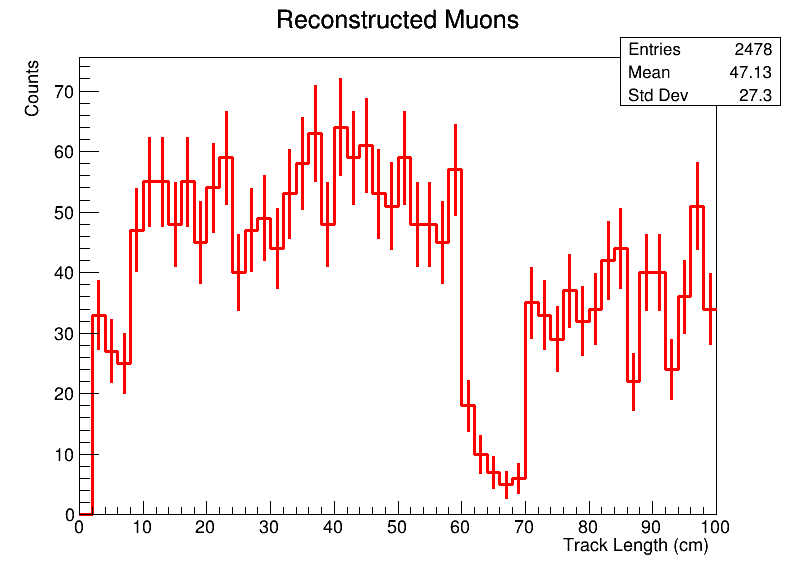 Reconstructed Muons
Entries 2478
Mean 47.13
Std Dev 27.3
Counts
70
60
50
40
30
20
10
0
0 10 20 30 40 50 60 70 80 90 100
Track Length (cm)